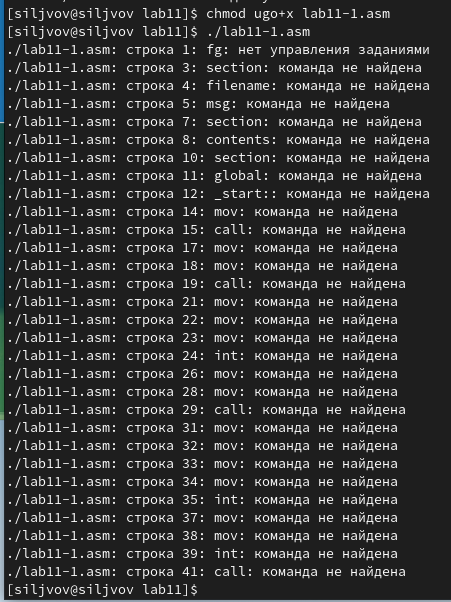 [siljvov@siljvov lab11]$ chmod ugo+x lab11-1.asm
[siljvov@siljvov lab11]$ ./lab11-1.asm
./lab11-1.asm: строка 1: fg: нет управления заданиями
./lab11-1.asm: строка 3: section: команда не найдена
./lab11-1.asm: строка 4: filename: команда не найдена
./lab11-1.asm: строка 5: msg: команда не найдена
./lab11-1.asm: строка 7: section: команда не найдена
./lab11-1.asm: строка 8: contents: команда не найдена
./lab11-1.asm: строка 10: section: команда не найдена
./lab11-1.asm: строка 11: global: команда не найдена
./lab11-1.asm: строка 12: _start:: команда не найдена
./lab11-1.asm: строка 14: mov: команда не найдена
./lab11-1.asm: строка 15: call: команда не найдена
./lab11-1.asm: строка 17: mov: команда не найдена
./lab11-1.asm: строка 18: mov: команда не найдена
./lab11-1.asm: строка 19: call: команда не найдена
./lab11-1.asm: строка 21: mov: команда не найдена
./lab11-1.asm: строка 22: mov: команда не найдена
./lab11-1.asm: строка 23: mov: команда не найдена
./lab11-1.asm: строка 24: int: команда не найдена
./lab11-1.asm: строка 26: mov: команда не найдена
./lab11-1.asm: строка 28: mov: команда не найдена
./lab11-1.asm: строка 29: call: команда не найдена
./lab11-1.asm: строка 31: mov: команда не найдена
./lab11-1.asm: строка 32: mov: команда не найдена
./lab11-1.asm: строка 33: mov: команда не найдена
./lab11-1.asm: строка 34: mov: команда не найдена
./lab11-1.asm: строка 35: int: команда не найдена
./lab11-1.asm: строка 37: mov: команда не найдена
./lab11-1.asm: строка 38: mov: команда не найдена
./lab11-1.asm: строка 39: int: команда не найдена
./lab11-1.asm: строка 41: call: команда не найдена
[siljvov@siljvov lab11]$